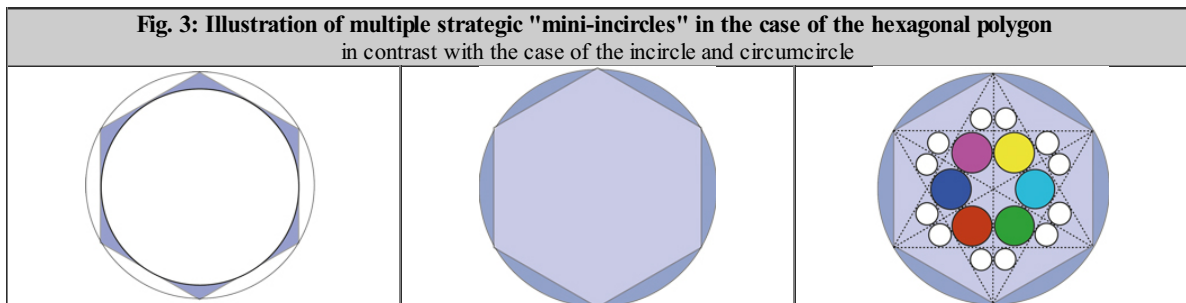 Fig. 3: Illustration of multiple strategic "mini-incircles" in the case of the hexagonal polygon
in contrast with the case of the incircle and circumcircle